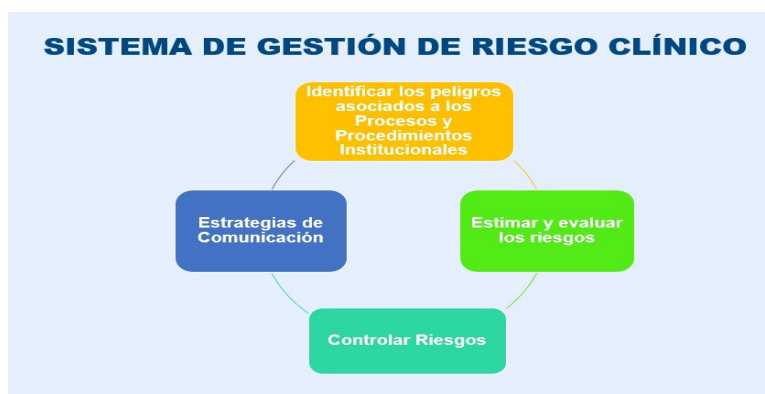 SISTEMA DE GESTIÓN DE RIESGO CLÍNICO
Identificar los peligros
asociados a los
Procesos y
Procedimientos
Institucionales
Estimar y evaluar
los riesgos
Controlar Riesgos
Estrategias de
Comunicación